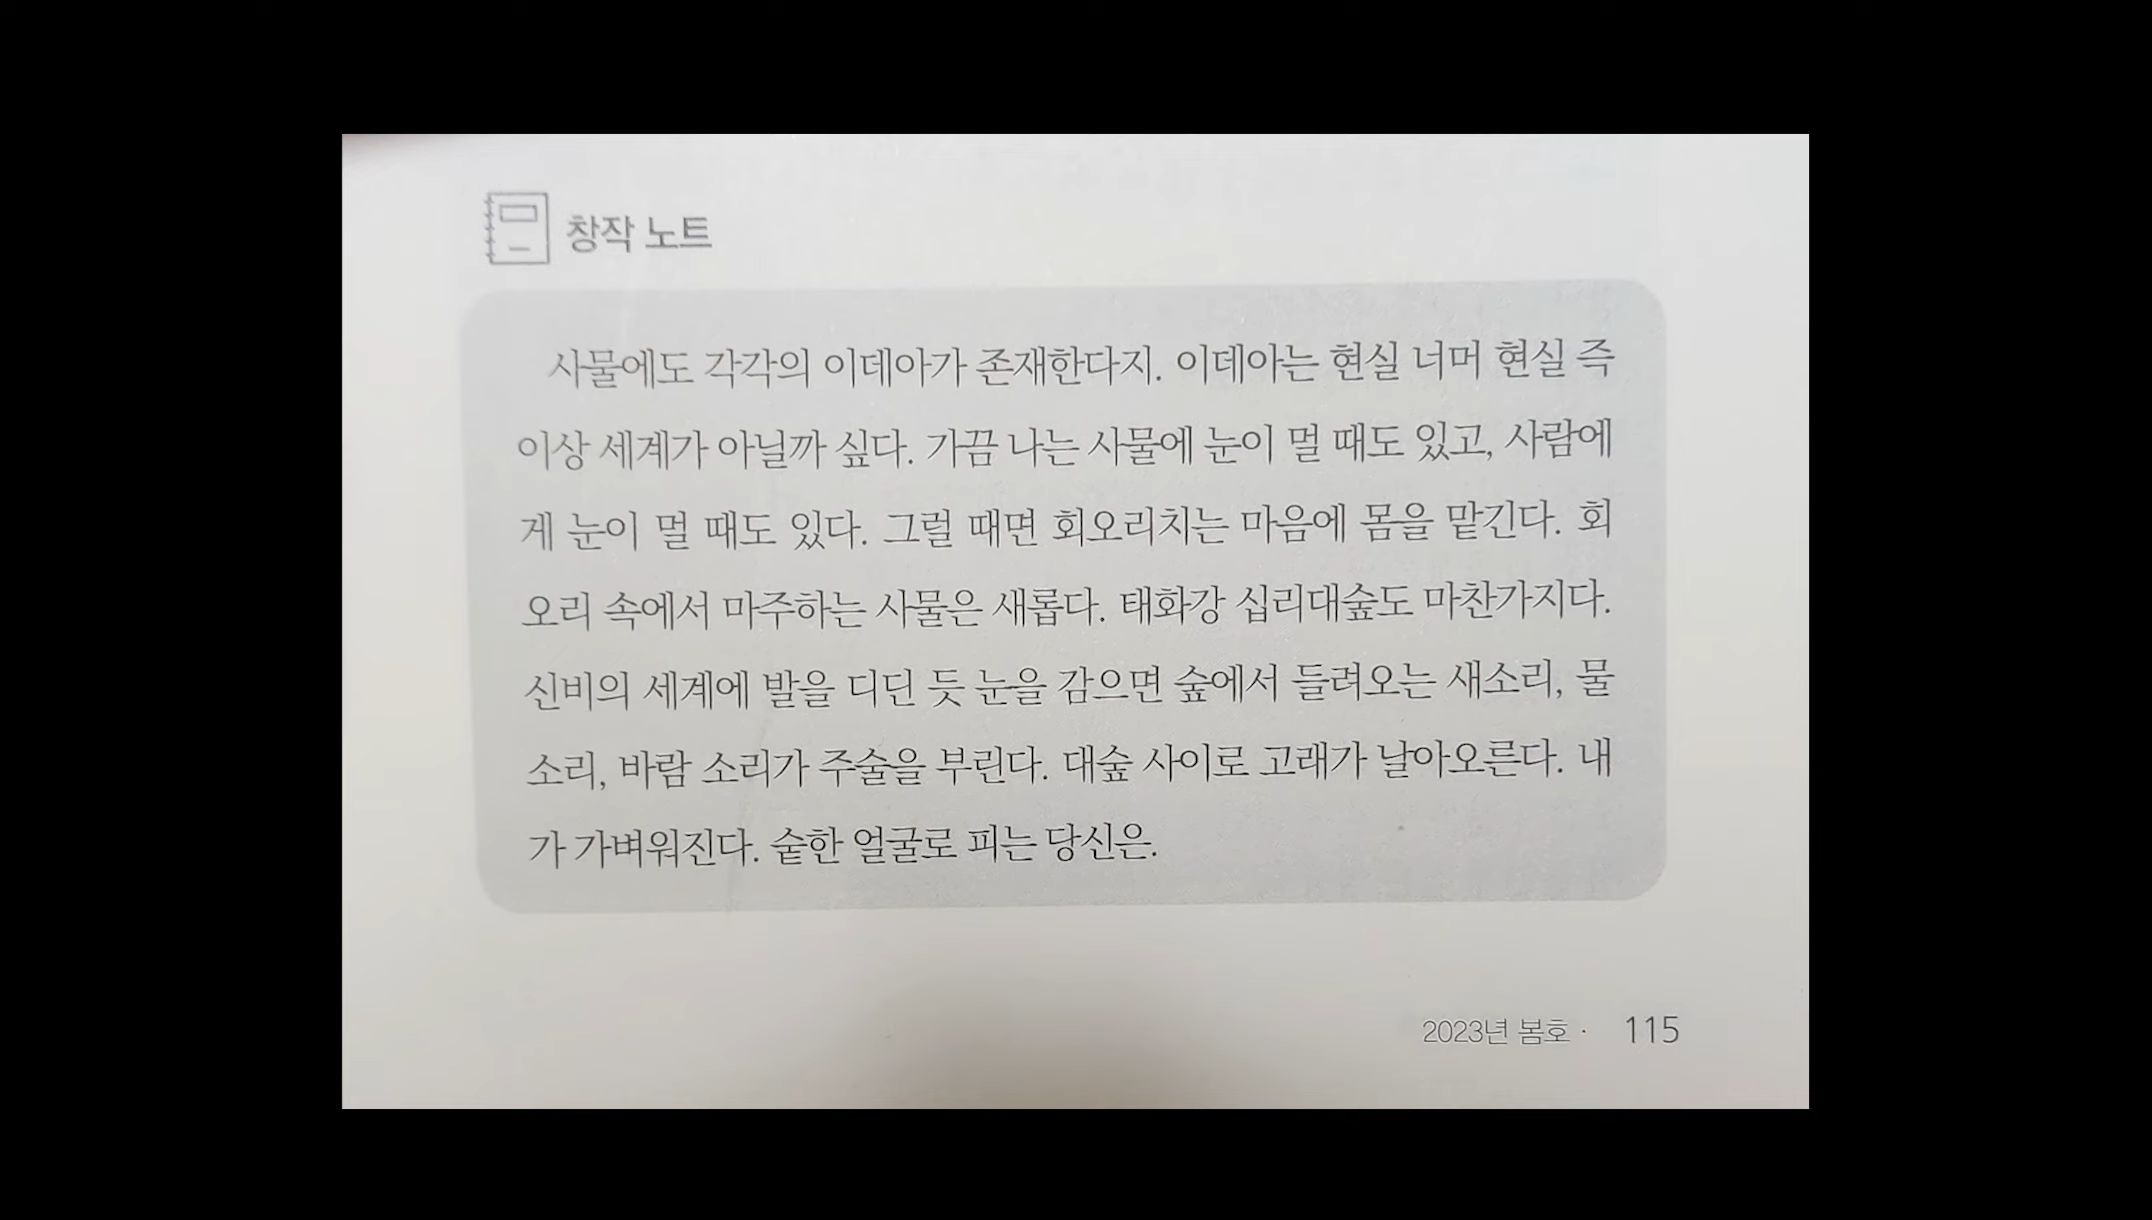 창작 노트
사물에도 각각의 이데아가 존재한다지. 이데아는 현실 너머 현실 즉
이상 세계가 아닐까 싶다. 가끔 나는 사물에 눈이 멀 때도 있고, 사람에
게 눈이 멀 때도 있다. 그럴 때면 회오리치는 마음에 몸을 맡긴다. 회
오리 속에서 마주하는 사물은 새롭다. 태화강 십리대숲도 마찬가지다.
신비의 세계에 발을 디딘 듯 눈을 감으면 숲에서 들려오는 새소리, 물
소리, 바람 소리가 주술을 부린다. 대숲 사이로 고래가 날아오른다. 내
가 가벼워진다. 숱한 얼굴로 피는 당신은.
2023년 봄호 · 115